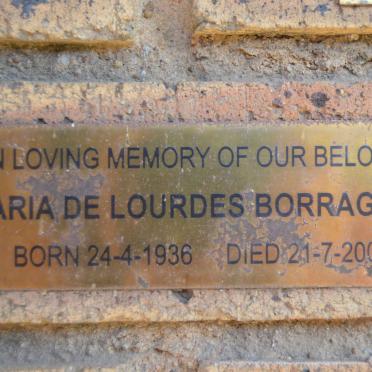 N LOVING MEMORY OF OUR BELO
ARIA DE LOURDES BORRAG
BORN 24-4-1936 DIED 21-7-200